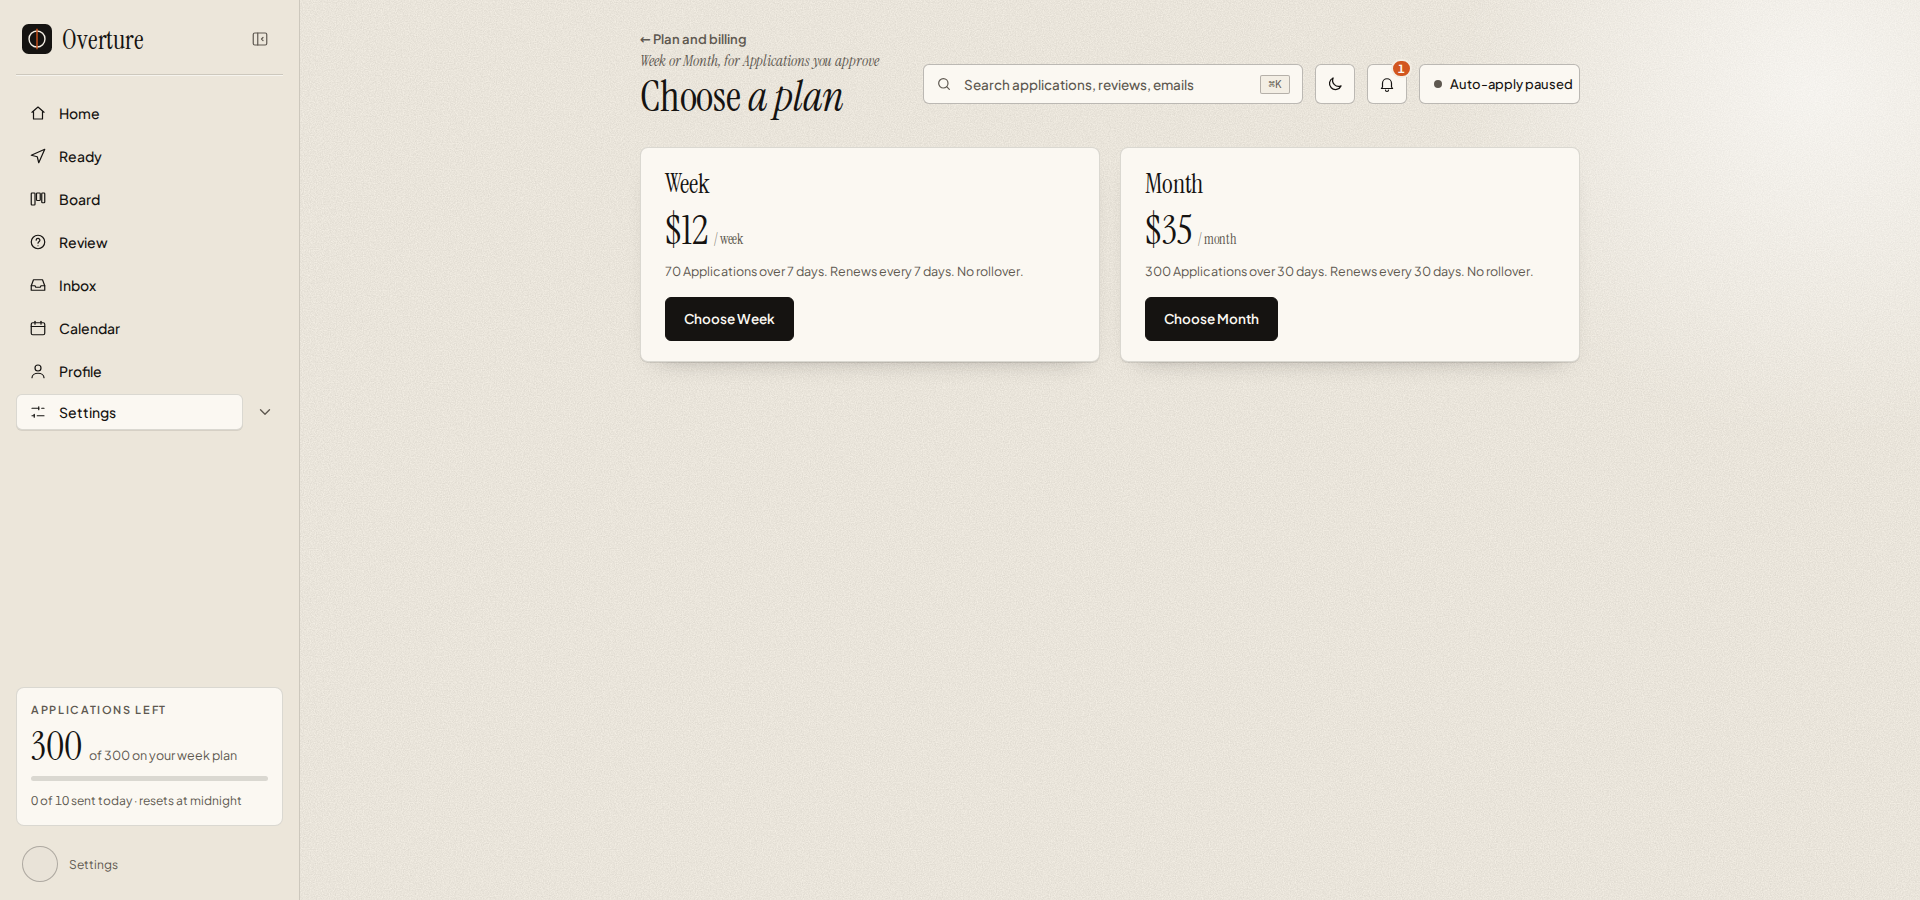 Overture
Home
Ready
Board
Review
Inbox
Calendar
Profile
Settings
APPLICATIONS LEFT
300 of 300 on your week plan
0 of 10 sent today · resets at midnight
Settings
← Plan and billing
Week or Month, for Applications you approve
Choose a plan
Search applications, reviews, emails
⌘K
1
Auto-apply paused
Week
$12 / week
70 Applications over 7 days. Renews every 7 days. No rollover.
Choose Week
Month
$35 / month
300 Applications over 30 days. Renews every 30 days. No rollover.
Choose Month